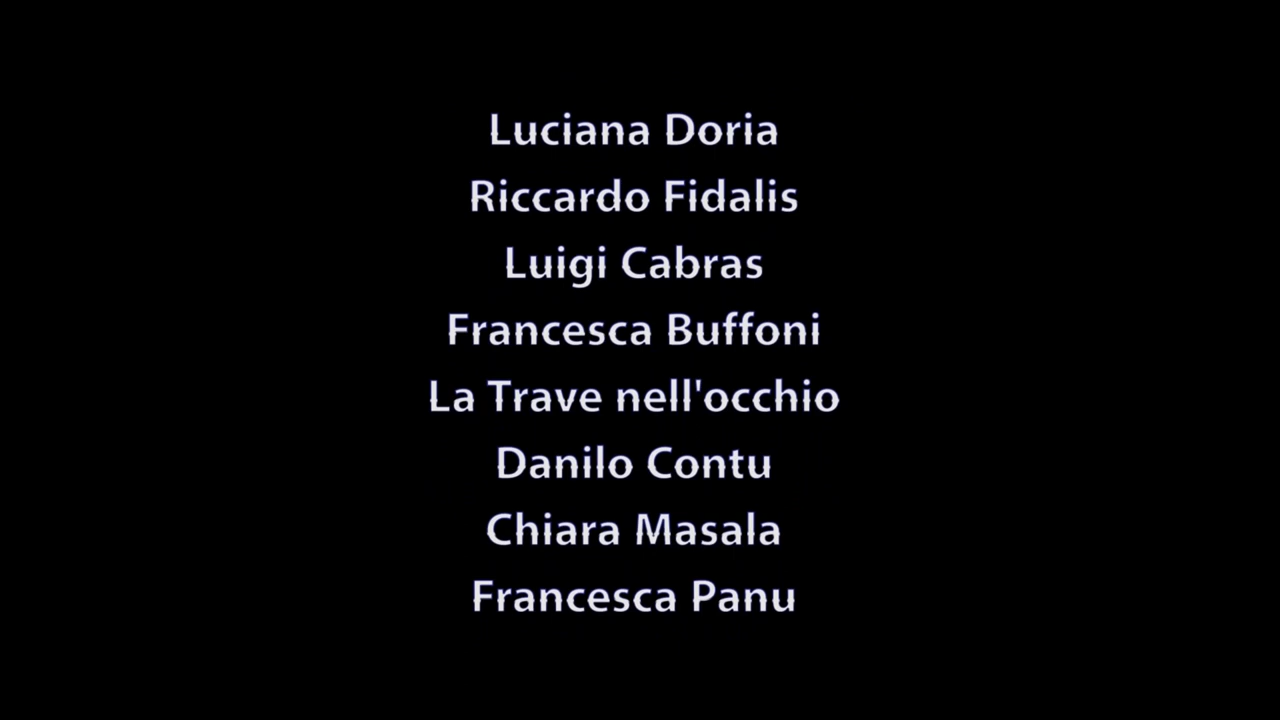 Luciana Doria
Riccardo Fidalis
Luigi Cabras
Francesca Buffoni
La Trave nell'occhio
Danilo Contu
Chiara Masala
Francesca Panu